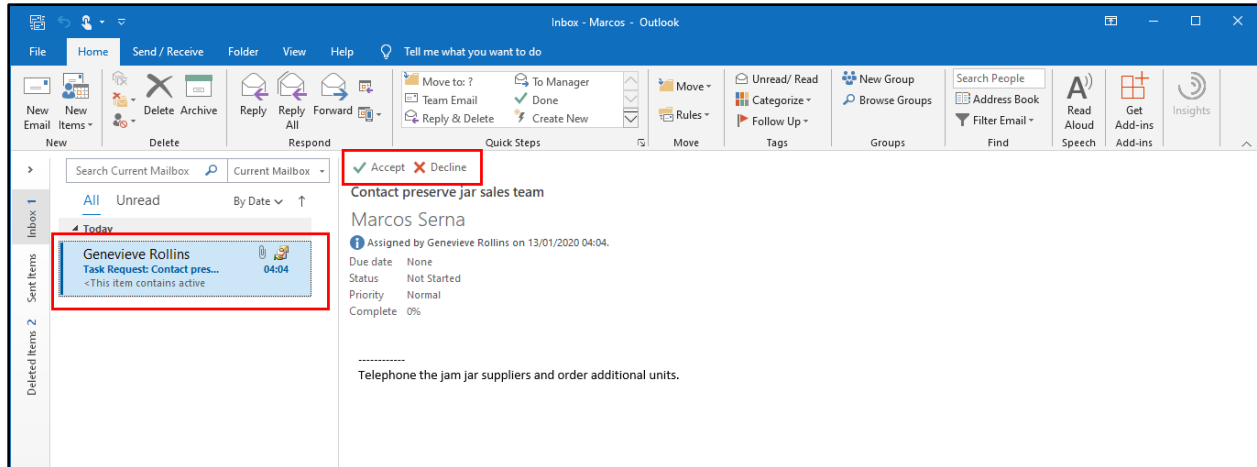 Inbox - Marcos - Outlook
File Home Send / Receive Folder View Help Tell me what you want to do
New Email
New Items
Delete Archive
Reply
Reply All
Forward
Move to: ?
Team Email
Reply & Delete
To Manager
Done
Create New
Move
Rules
Unread/ Read
Categorize
Follow Up
New Group
Browse Groups
Search People
Address Book
Filter Email
Read Aloud
Get Add-ins
Insights
New Delete Respond Quick Steps Move Tags Groups Find Speech Add-ins
Inbox 1
Sent Items
Deleted Items 2
Search Current Mailbox Current Mailbox
All Unread By Date
Today
Genevieve Rollins
Task Request: Contact pres... 04:04
<This item contains active
Accept Decline
Contact preserve jar sales team
Marcos Serna
Assigned by Genevieve Rollins on 13/01/2020 04:04.
Due date None
Status Not Started
Priority Normal
Complete 0%
------------
Telephone the jam jar suppliers and order additional units.